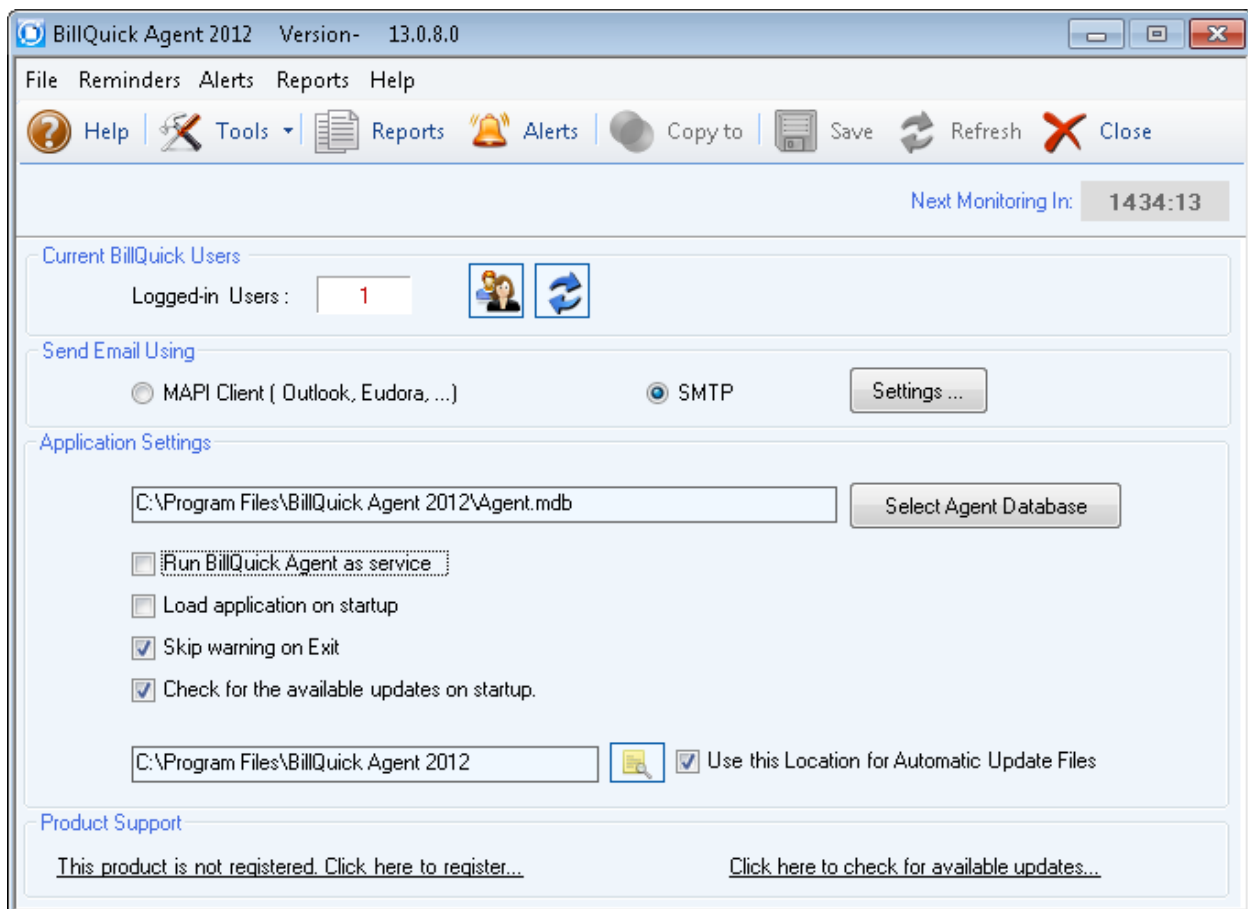 BillQuick Agent 2012 Version- 13.0.8.0
File Reminders Alerts Reports Help
Help Tools Reports Alerts Copy to Save Refresh Close
Next Monitoring In: 1434:13
Current BillQuick Users
Logged-in Users : 1
Send Email Using
MAPI Client ( Outlook, Eudora, ...) SMTP Settings ...
Application Settings
C:\Program Files\BillQuick Agent 2012\Agent.mdb Select Agent Database
Run BillQuick Agent as service
Load application on startup
Skip warning on Exit
Check for the available updates on startup.
C:\Program Files\BillQuick Agent 2012 Use this Location for Automatic Update Files
Product Support
This product is not registered. Click here to register... Click here to check for available updates...